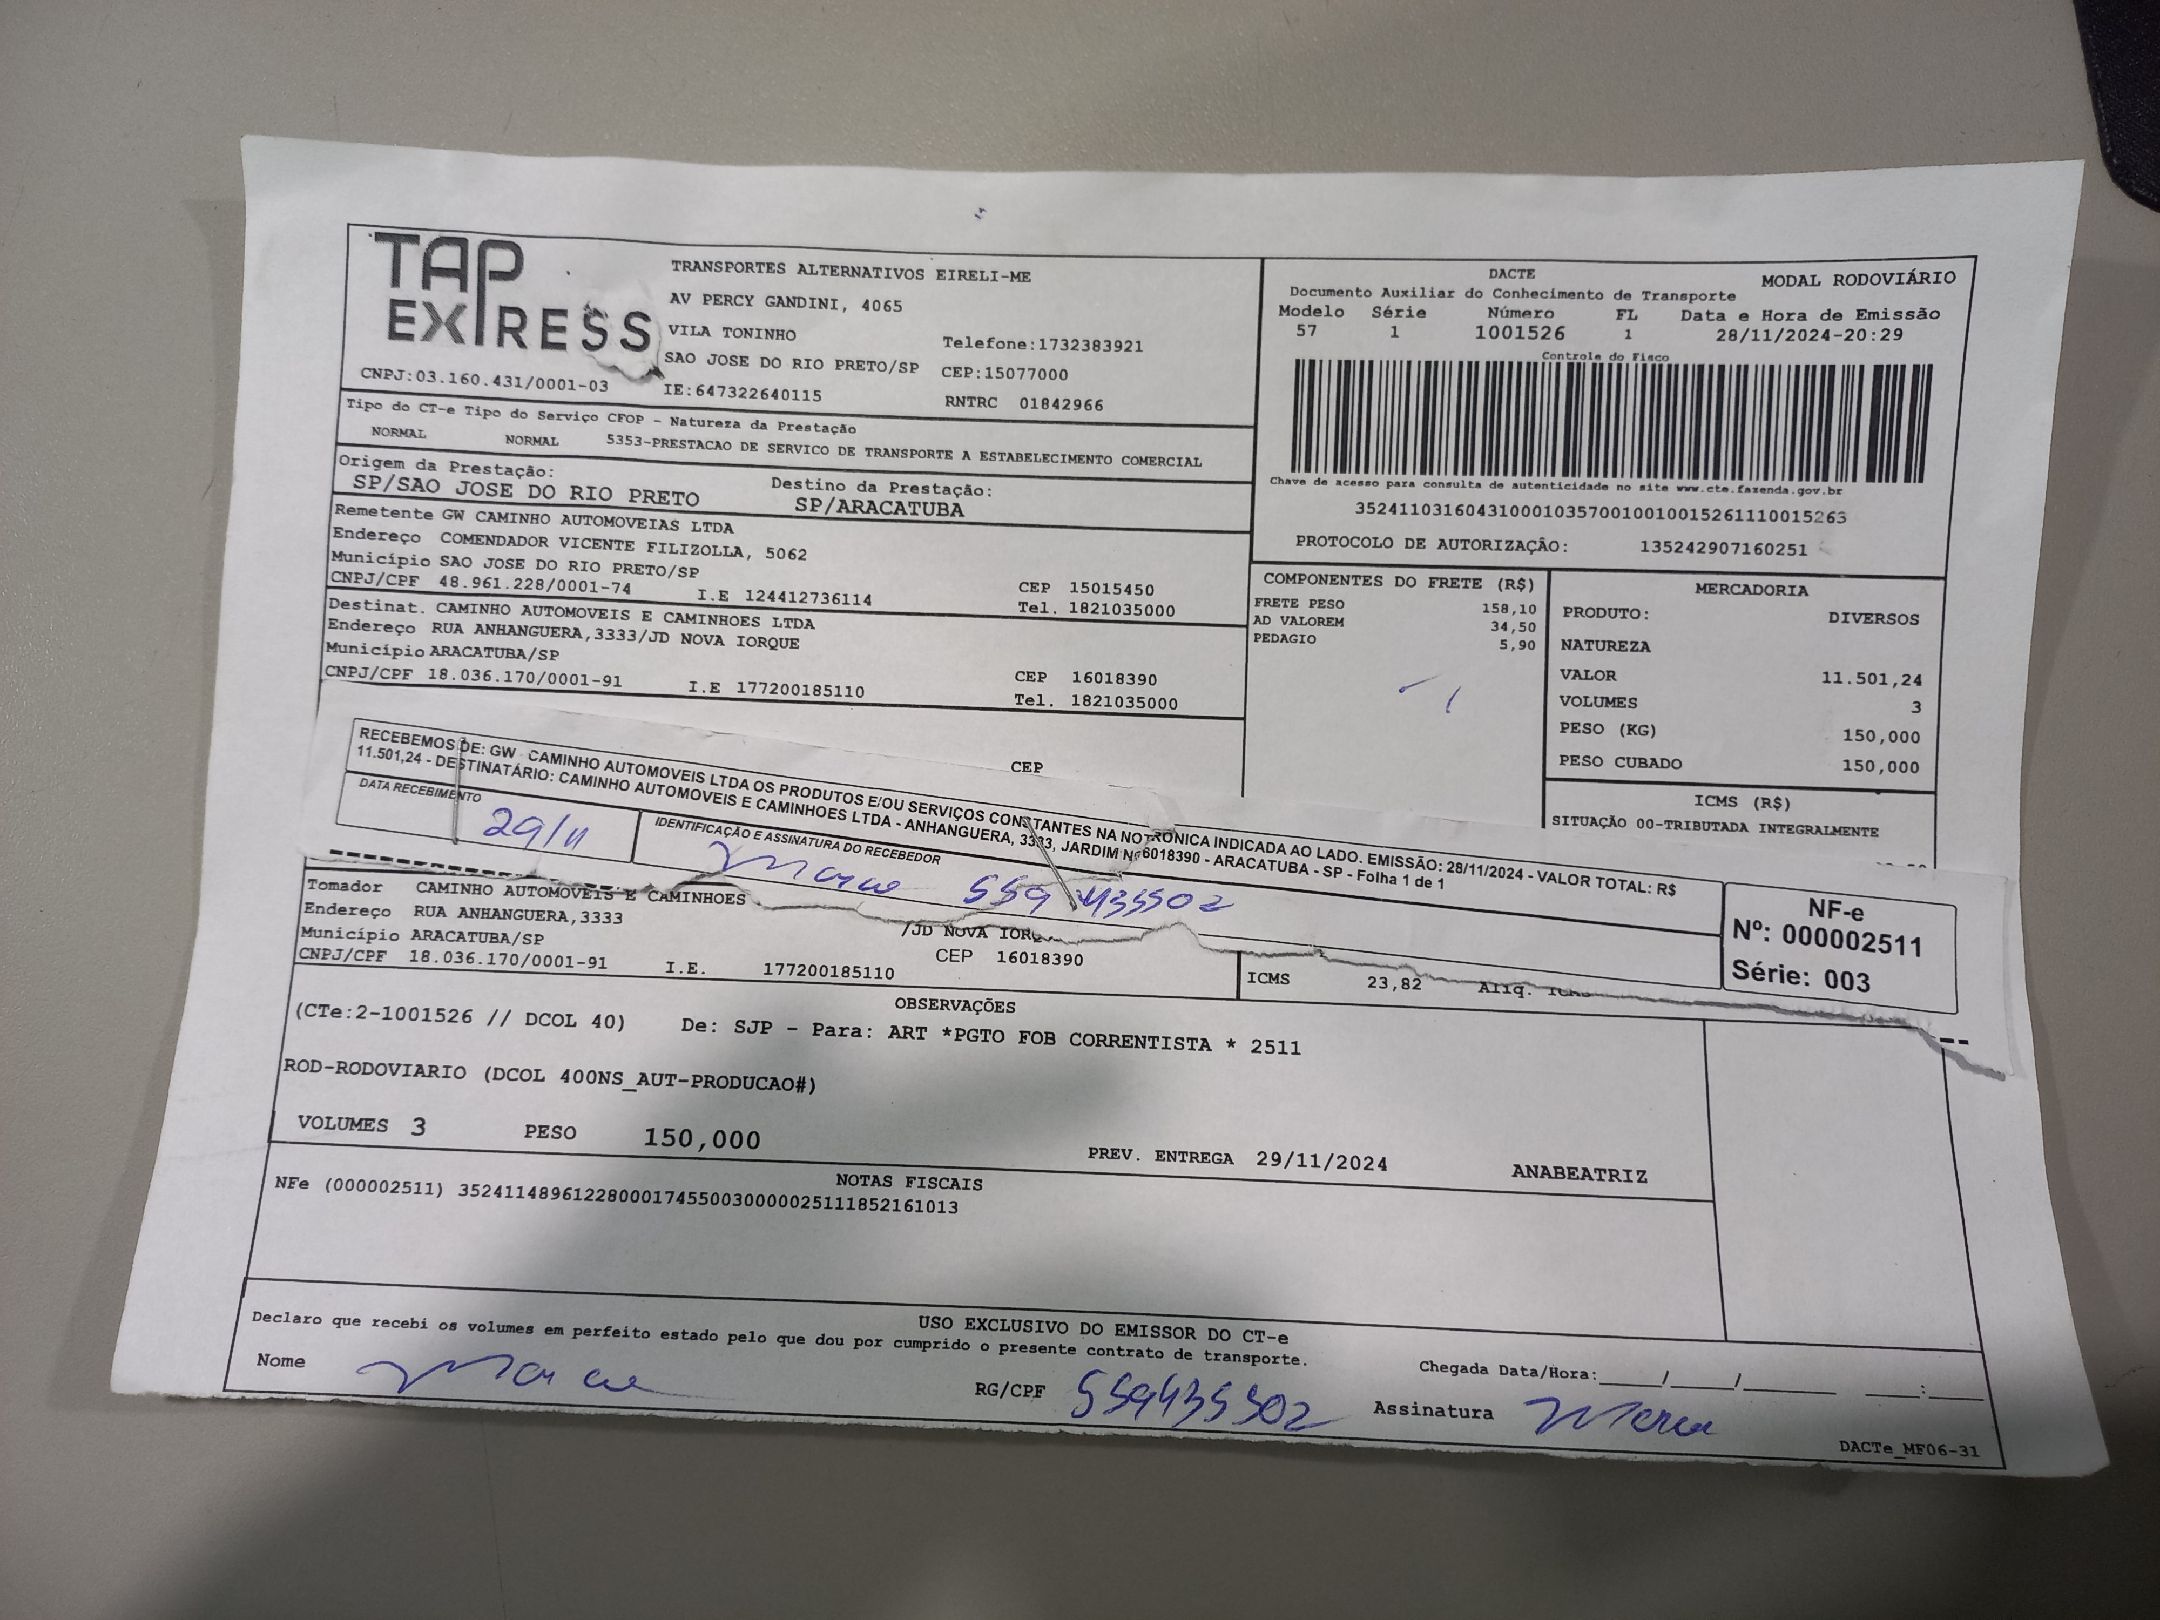 TAP
EXPRESS
CNPJ:03.160.431/0001-03
TRANSPORTES ALTERNATIVOS EIRELI-ME
AV PERCY GANDINI, 4065
VILA TONINHO
Telefone:1732383921
SAO JOSE DO RIO PRETO/SP CEP:15077000
IE:647322640115 RNTRC 01842966
DACTE MODAL RODOVIÁRIO
Documento Auxiliar do Conhecimento de Transporte
Modelo Série Número FL Data e Hora de Emissão
57 1 1001526 1 28/11/2024-20:29
Controle do Fisco
Chave de acesso para consulta de autenticidade no site www.cte.fazenda.gov.br
35241103160431000103570010010015261110015263
PROTOCOLO DE AUTORIZAÇÂO: 135242907160251
Tipo do CT-e Tipo do Serviço CFOP - Natureza da Prestação
NORMAL NORMAL 5353-PRESTACAO DE SERVICO DE TRANSPORTE A ESTABELECIMENTO COMERCIAL
Origem da Prestação: Destino da Prestação:
SP/SAO JOSE DO RIO PRETO SP/ARACATUBA
Remetente GW CAMINHO AUTOMOVEIAS LTDA
Endereço COMENDADOR VICENTE FILIZOLLA, 5062
Município SAO JOSE DO RIO PRETO/SP CEP 15015450
CNPJ/CPF 48.961.228/0001-74 I.E 124412736114 Tel. 1821035000
Destinat. CAMINHO AUTOMOVEIS E CAMINHOES LTDA
Endereço RUA ANHANGUERA,3333/JD NOVA IORQUE
Município ARACATUBA/SP CEP 16018390
CNPJ/CPF 18.036.170/0001-91 I.E 177200185110 Tel. 1821035000
CEP
COMPONENTES DO FRETE (R$)
FRETE PESO 158,10
AD VALOREM 34,50
PEDAGIO 5,90
MERCADORIA
PRODUTO: DIVERSOS
NATUREZA
VALOR 11.501,24
VOLUMES 3
PESO (KG) 150,000
PESO CUBADO 150,000
ICMS (R$)
SITUAÇÃO 00-TRIBUTADA INTEGRALMENTE
RECEBEMOS DE: GW CAMINHO AUTOMOVEIS LTDA OS PRODUTOS E/OU SERVIÇOS CONSTANTES NA NOTRÔNICA INDICADA AO LADO. EMISSÃO: 28/11/2024 - VALOR TOTAL: R$
11.501,24 - DESTINATÁRIO: CAMINHO AUTOMOVEIS E CAMINHOES LTDA - ANHANGUERA, 3333, JARDIM N 6018390 - ARACATUBA - SP - Folha 1 de 1
DATA RECEBIMENTO IDENTIFICAÇÃO E ASSINATURA DO RECEBEDOR
29/11 559435502
NF-e
Nº: 000002511
Série: 003
Tomador CAMINHO AUTOMOVEIS E CAMINHOES
Endereço RUA ANHANGUERA,3333 /JD NOVA IORQ
Município ARACATUBA/SP CEP 16018390
CNPJ/CPF 18.036.170/0001-91 I.E. 177200185110
ICMS 23,82 Aliq. ICMS
OBSERVAÇÕES
(CTe:2-1001526 // DCOL 40) De: SJP - Para: ART *PGTO FOB CORRENTISTA * 2511
ROD-RODOVIARIO (DCOL 400NS_AUT-PRODUCAO#)
VOLUMES 3 PESO 150,000 PREV. ENTREGA 29/11/2024 ANABEATRIZ
NOTAS FISCAIS
NFe (000002511) 35241148961228000174550030000025111852161013
USO EXCLUSIVO DO EMISSOR DO CT-e
Declaro que recebi os volumes em perfeito estado pelo que dou por cumprido o presente contrato de transporte.
Chegada Data/Hora:____/____/____ ___:___
Nome RG/CPF 559435502 Assinatura
DACTe_MF06-31